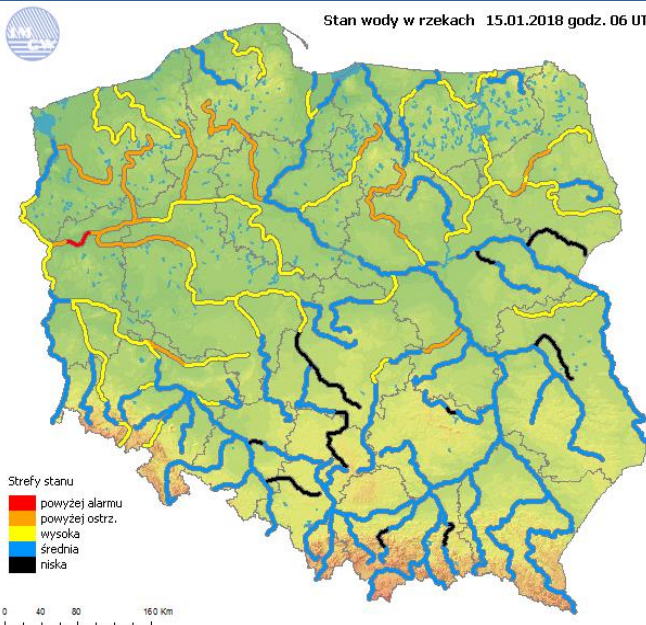 Stan wody w rzekach 15.01.2018 godz. 06 UT
Strefy stanu
powyżej alarmu
powyżej ostrz.
wysoka
średnia
niska
0 40 80 160 Km